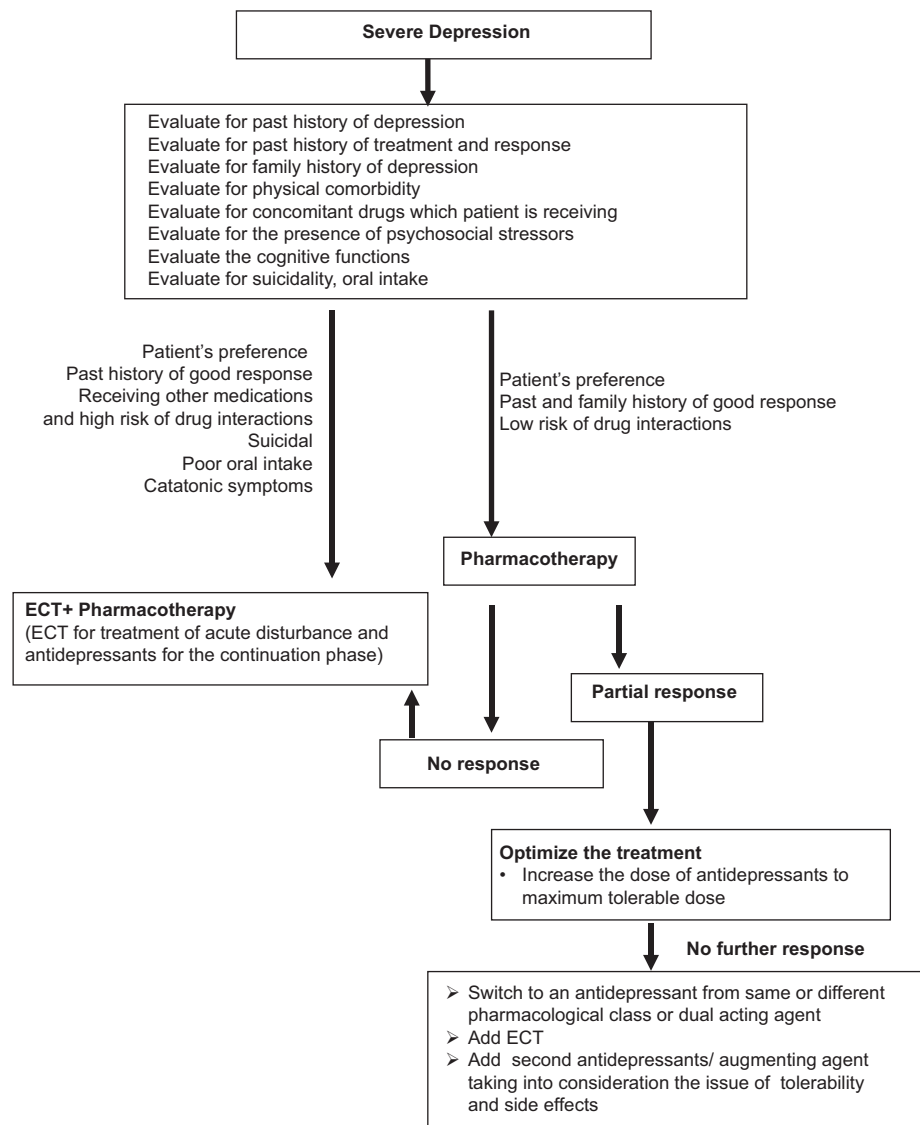 Severe Depression
Evaluate for past history of depression
Evaluate for past history of treatment and response
Evaluate for family history of depression
Evaluate for physical comorbidity
Evaluate for concomitant drugs which patient is receiving
Evaluate for the presence of psychosocial stressors
Evaluate the cognitive functions
Evaluate for suicidality, oral intake
Patient's preference
Past history of good response
Receiving other medications
and high risk of drug interactions
Suicidal
Poor oral intake
Catatonic symptoms
Patient's preference
Past and family history of good response
Low risk of drug interactions
Pharmacotherapy
ECT+ Pharmacotherapy
(ECT for treatment of acute disturbance and
antidepressants for the continuation phase)
Partial response
No response
Optimize the treatment
• Increase the dose of antidepressants to
maximum tolerable dose
No further response
➢ Switch to an antidepressant from same or different
pharmacological class or dual acting agent
➢ Add ECT
➢ Add second antidepressants/ augmenting agent
taking into consideration the issue of tolerability
and side effects